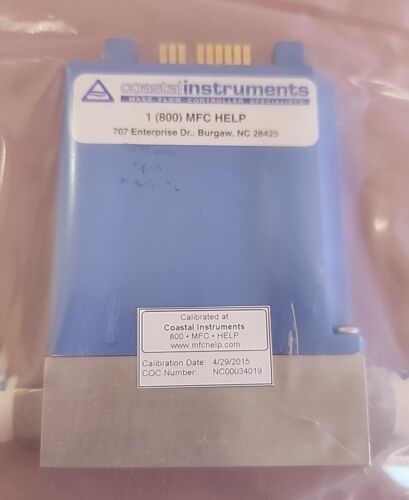 coastalinstruments
MASS FLOW CONTROLLER SPECIALISTS
1 (800) MFC HELP
707 Enterprise Dr., Burgaw, NC 28425
Calibrated at
Coastal Instruments
800 • MFC • HELP
www.mfchelp.com
Calibration Date: 4/29/2015
COC Number: NC00034019